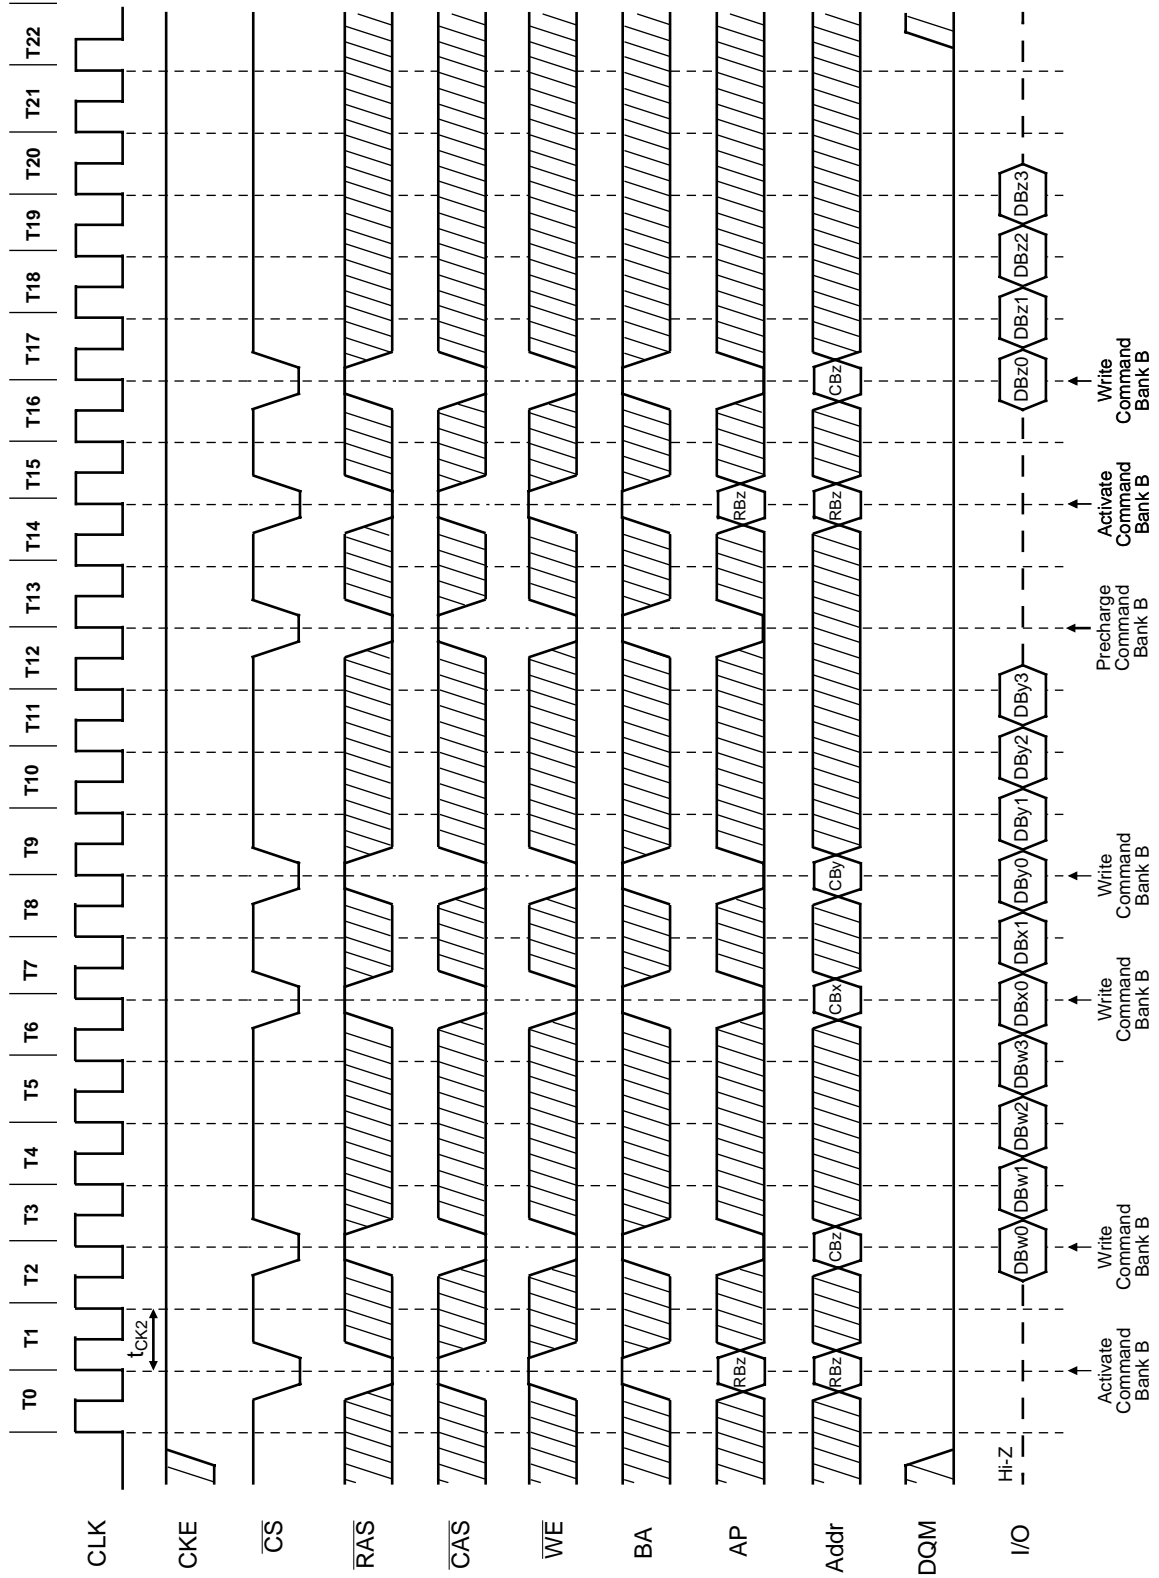 T0 T1 T2 T3 T4 T5 T6 T7 T8 T9 T10 T11 T12 T13 T14 T15 T16 T17 T18 T19 T20 T21 T22
CLK
tCK2
CKE
CS
RAS
CAS
WE
BA
AP
RBz RBz
Addr
RBz CBz CBx CBy RBz CBz
DQM
I/O
Hi-Z
DBw0 DBw1 DBw2 DBw3 DBx0 DBx1 DBy0 DBy1 DBy2 DBy3 DBz0 DBz1 DBz2 DBz3
Activate
Command
Bank B
Write
Command
Bank B
Write
Command
Bank B
Write
Command
Bank B
Precharge
Command
Bank B
Activate
Command
Bank B
Write
Command
Bank B